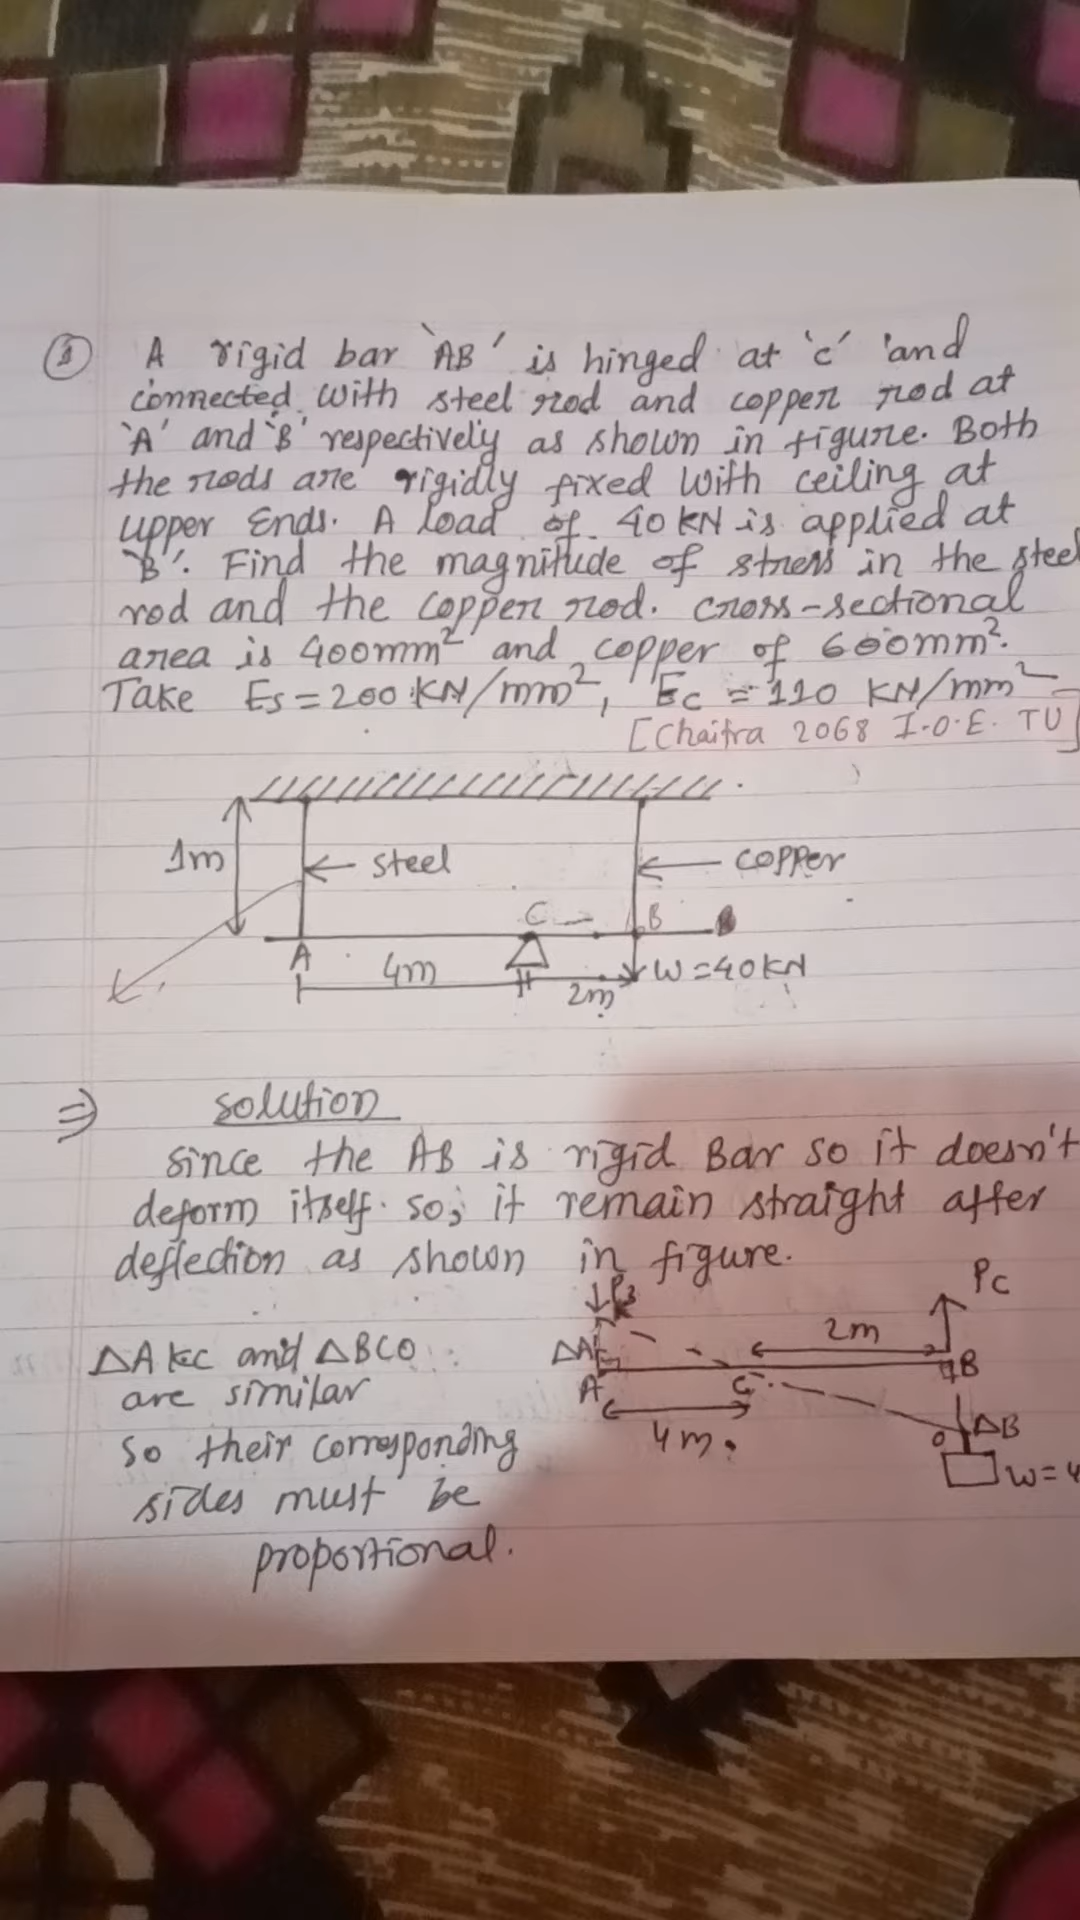 ① A rigid bar 'AB' is hinged at 'c' 'and
connected with steel rod and copper rod at
'A' and 'B' respectively as shown in figure. Both
the rods are rigidly fixed with ceiling at
upper Ends. A load of 40 KN is applied at
'B'. Find the magnitude of stress in the steel
rod and the copper rod. cross-sectional
area is 400mm² and copper of 600mm².
Take Es = 200 KN/mm², Ec = 110 KN/mm²
[Chaitra 2068 I.O.E. TU]
1m
steel
copper
C
B
A
4m
2m
W = 40KN
⇒ solution
since the AB is rigid Bar so it doesn't
deform itself. so, it remain straight after
deflection as shown in figure.
Pc
2m
ΔAKC and ΔBCO
ΔA
B
are similar
A
C
ΔB
so their corresponding
4m.
O
W = 4
sides must be
proportional.